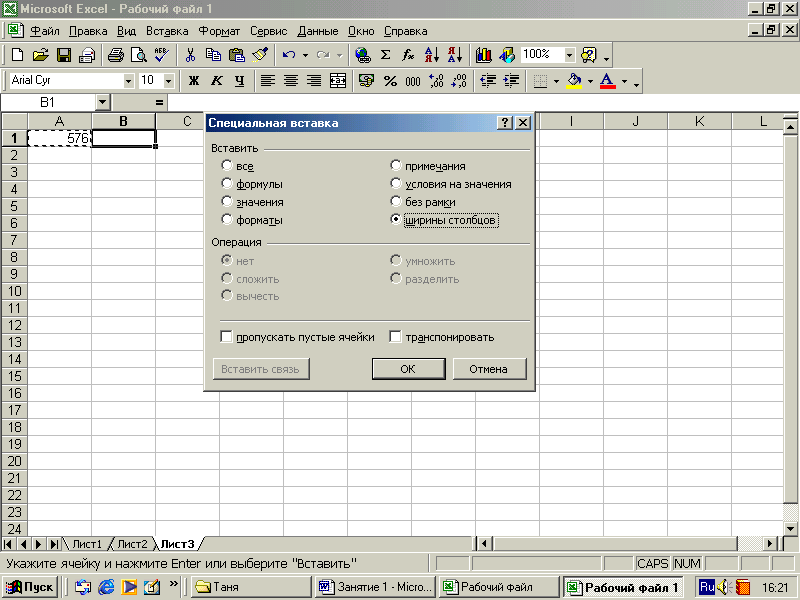 Microsoft Excel - Рабочий файл 1
Файл Правка Вид Вставка Формат Сервис Данные Окно Справка
100%
Arial Cyr 10 Ж К Ч % 000
B1 =
A B C I J K L
Специальная вставка
Вставить
все примечания
формулы условия на значения
значения без рамки
форматы ширины столбцов
Операция
нет умножить
сложить разделить
вычесть
пропускать пустые ячейки транспонировать
Вставить связь ОК Отмена
1 576
2
3
4
5
6
7
8
9
10
11
12
13
14
15
16
17
18
19
20
21
22
23
24
Лист1 Лист2 Лист3
Укажите ячейку и нажмите Enter или выберите "Вставить" CAPS NUM
Пуск » Таня Занятие 1 - Micro... Рабочий файл Рабочий файл 1 Ru 16:21